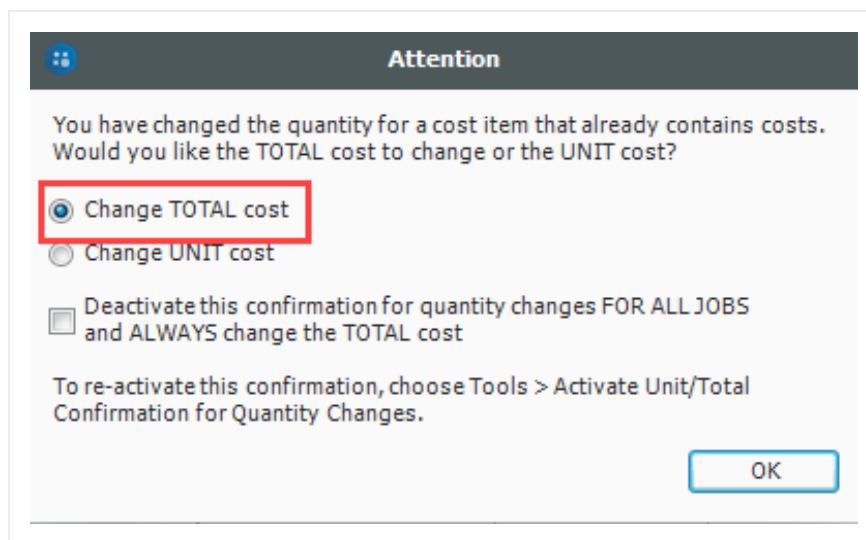 Attention
You have changed the quantity for a cost item that already contains costs.
Would you like the TOTAL cost to change or the UNIT cost?
Change TOTAL cost
Change UNIT cost
Deactivate this confirmation for quantity changes FOR ALL JOBS
and ALWAYS change the TOTAL cost
To re-activate this confirmation, choose Tools > Activate Unit/Total
Confirmation for Quantity Changes.
OK